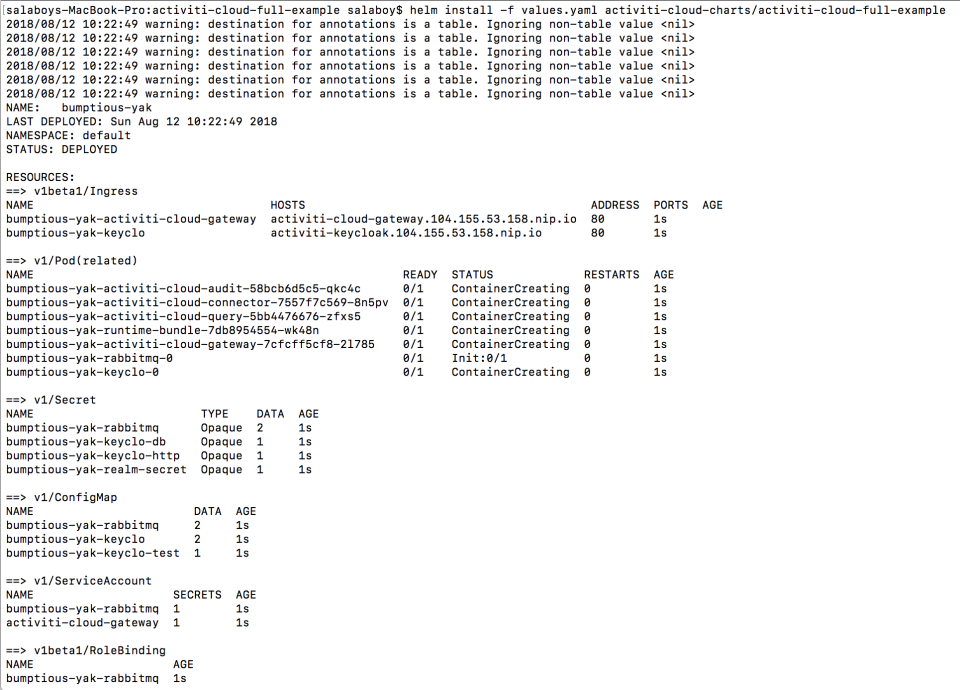 salaboys-MacBook-Pro:activiti-cloud-full-example salaboy$ helm install -f values.yaml activiti-cloud-charts/activiti-cloud-full-example
2018/08/12 10:22:49 warning: destination for annotations is a table. Ignoring non-table value <nil>
2018/08/12 10:22:49 warning: destination for annotations is a table. Ignoring non-table value <nil>
2018/08/12 10:22:49 warning: destination for annotations is a table. Ignoring non-table value <nil>
2018/08/12 10:22:49 warning: destination for annotations is a table. Ignoring non-table value <nil>
2018/08/12 10:22:49 warning: destination for annotations is a table. Ignoring non-table value <nil>
2018/08/12 10:22:49 warning: destination for annotations is a table. Ignoring non-table value <nil>
NAME:   bumptious-yak
LAST DEPLOYED: Sun Aug 12 10:22:49 2018
NAMESPACE: default
STATUS: DEPLOYED

RESOURCES:
==> v1beta1/Ingress
NAME                                  HOSTS                                         ADDRESS  PORTS  AGE
bumptious-yak-activiti-cloud-gateway  activiti-cloud-gateway.104.155.53.158.nip.io  80       1s
bumptious-yak-keyclo                  activiti-keycloak.104.155.53.158.nip.io       80       1s

==> v1/Pod(related)
NAME                                                     READY  STATUS             RESTARTS  AGE
bumptious-yak-activiti-cloud-audit-58bcb6d5c5-qkc4c      0/1    ContainerCreating  0         1s
bumptious-yak-activiti-cloud-connector-7557f7c569-8n5pv  0/1    ContainerCreating  0         1s
bumptious-yak-activiti-cloud-query-5bb4476676-zfxs5      0/1    ContainerCreating  0         1s
bumptious-yak-runtime-bundle-7db8954554-wk48n            0/1    ContainerCreating  0         1s
bumptious-yak-activiti-cloud-gateway-7cfcff5cf8-2l785    0/1    ContainerCreating  0         1s
bumptious-yak-rabbitmq-0                                 0/1    Init:0/1           0         1s
bumptious-yak-keyclo-0                                   0/1    ContainerCreating  0         1s

==> v1/Secret
NAME                        TYPE    DATA  AGE
bumptious-yak-rabbitmq      Opaque  2     1s
bumptious-yak-keyclo-db     Opaque  1     1s
bumptious-yak-keyclo-http   Opaque  1     1s
bumptious-yak-realm-secret  Opaque  1     1s

==> v1/ConfigMap
NAME                       DATA  AGE
bumptious-yak-rabbitmq     2     1s
bumptious-yak-keyclo       2     1s
bumptious-yak-keyclo-test  1     1s

==> v1/ServiceAccount
NAME                    SECRETS  AGE
bumptious-yak-rabbitmq  1        1s
activiti-cloud-gateway  1        1s

==> v1beta1/RoleBinding
NAME                    AGE
bumptious-yak-rabbitmq  1s